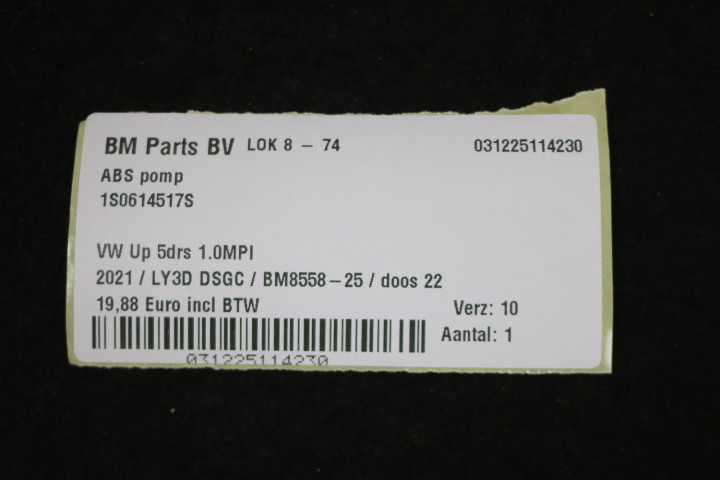 BM Parts BV LOK 8 – 74 031225114230
ABS pomp
1S0614517S
VW Up 5drs 1.0MPI
2021 / LY3D DSGC / BM8558–25 / doos 22
19,88 Euro incl BTW Verz: 10
Aantal: 1
031225114230